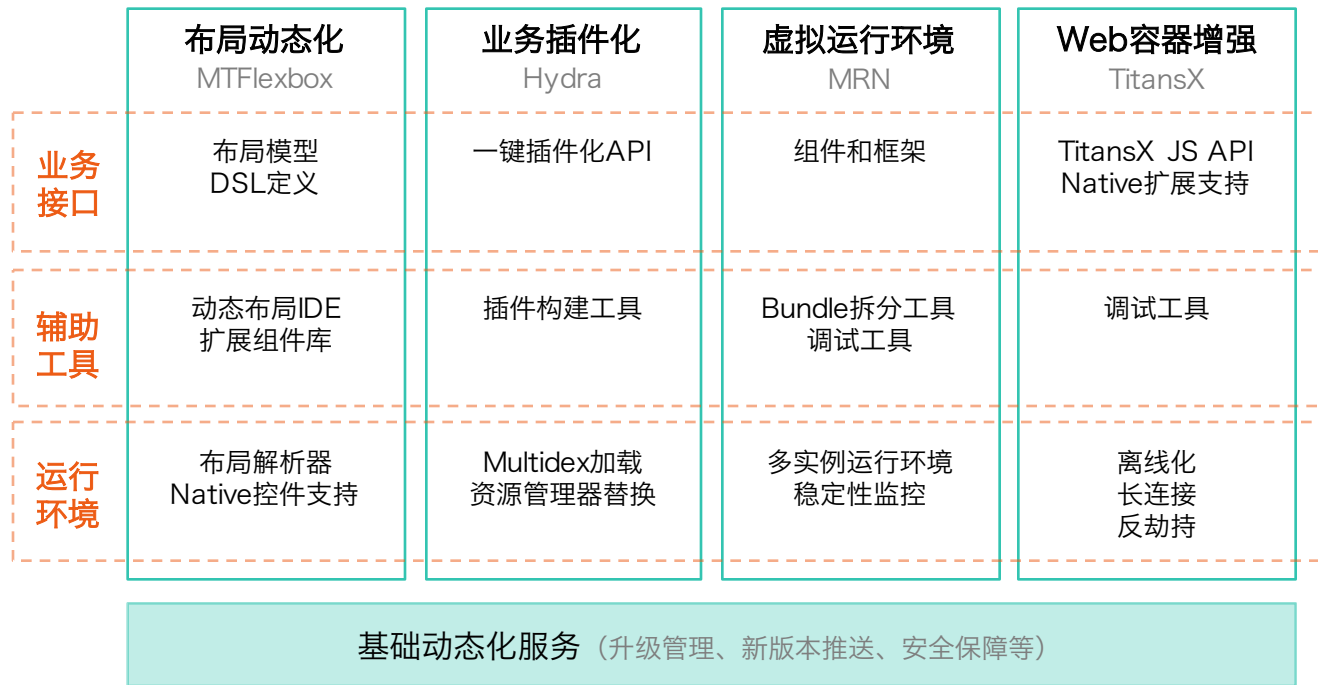 布局动态化
MTFlexbox
业务插件化
Hydra
虚拟运行环境
MRN
Web容器增强
TitansX
业务
接口
布局模型
DSL定义
一键插件化API
组件和框架
TitansX JS API
Native扩展支持
辅助
工具
动态布局IDE
扩展组件库
插件构建工具
Bundle拆分工具
调试工具
调试工具
运行
环境
布局解析器
Native控件支持
Multidex加载
资源管理器替换
多实例运行环境
稳定性监控
离线化
长连接
反劫持
基础动态化服务（升级管理、新版本推送、安全保障等）